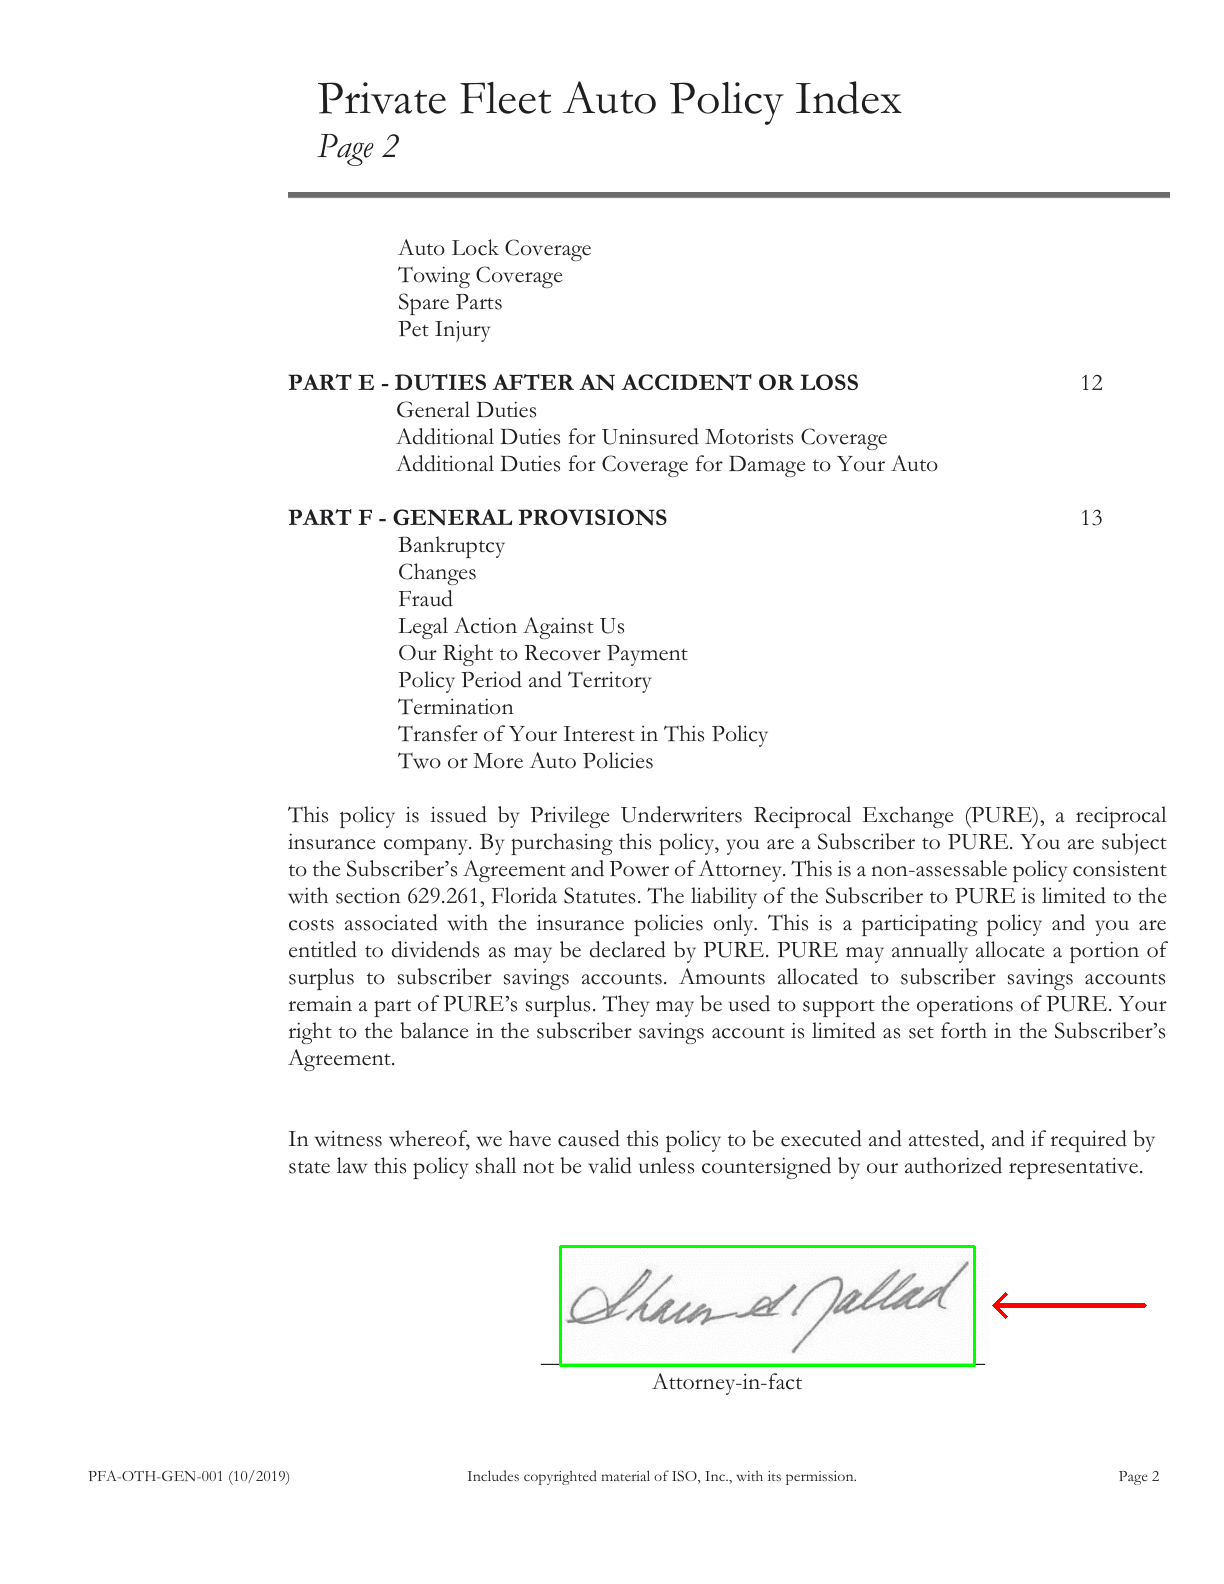 Private Fleet Auto Policy Index
Page 2
Auto Lock Coverage
Towing Coverage
Spare Parts
Pet Injury
PART E - DUTIES AFTER AN ACCIDENT OR LOSS 12
General Duties
Additional Duties for Uninsured Motorists Coverage
Additional Duties for Coverage for Damage to Your Auto
PART F - GENERAL PROVISIONS 13
Bankruptcy
Changes
Fraud
Legal Action Against Us
Our Right to Recover Payment
Policy Period and Territory
Termination
Transfer of Your Interest in This Policy
Two or More Auto Policies
This policy is issued by Privilege Underwriters Reciprocal Exchange (PURE), a reciprocal
insurance company. By purchasing this policy, you are a Subscriber to PURE. You are subject
to the Subscriber’s Agreement and Power of Attorney. This is a non-assessable policy consistent
with section 629.261, Florida Statutes. The liability of the Subscriber to PURE is limited to the
costs associated with the insurance policies only. This is a participating policy and you are
entitled to dividends as may be declared by PURE. PURE may annually allocate a portion of
surplus to subscriber savings accounts. Amounts allocated to subscriber savings accounts
remain a part of PURE’s surplus. They may be used to support the operations of PURE. Your
right to the balance in the subscriber savings account is limited as set forth in the Subscriber’s
Agreement.
In witness whereof, we have caused this policy to be executed and attested, and if required by
state law this policy shall not be valid unless countersigned by our authorized representative.
Attorney-in-fact
PFA-OTH-GEN-001 (10/2019) Includes copyrighted material of ISO, Inc., with its permission. Page 2